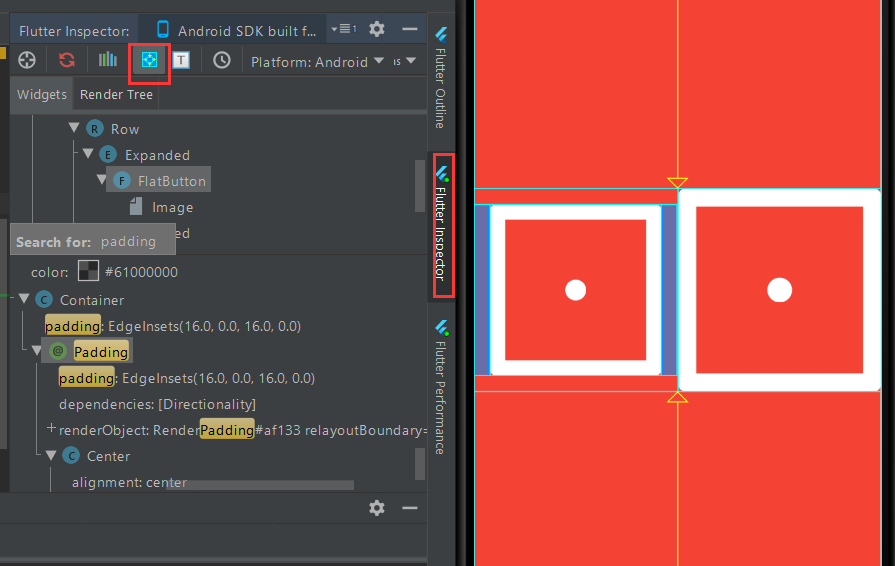 Flutter Inspector:
Android SDK built f...
1
T
Platform: Android
Widgets
Render Tree
R Row
E Expanded
F FlatButton
Image
Search for: padding
ed
color: #61000000
C Container
padding: EdgeInsets(16.0, 0.0, 16.0, 0.0)
@ Padding
padding: EdgeInsets(16.0, 0.0, 16.0, 0.0)
dependencies: [Directionality]
renderObject: RenderPadding#af133 relayoutBoundary=
C Center
alignment: center
Flutter Outline
Flutter Inspector
Flutter Performance